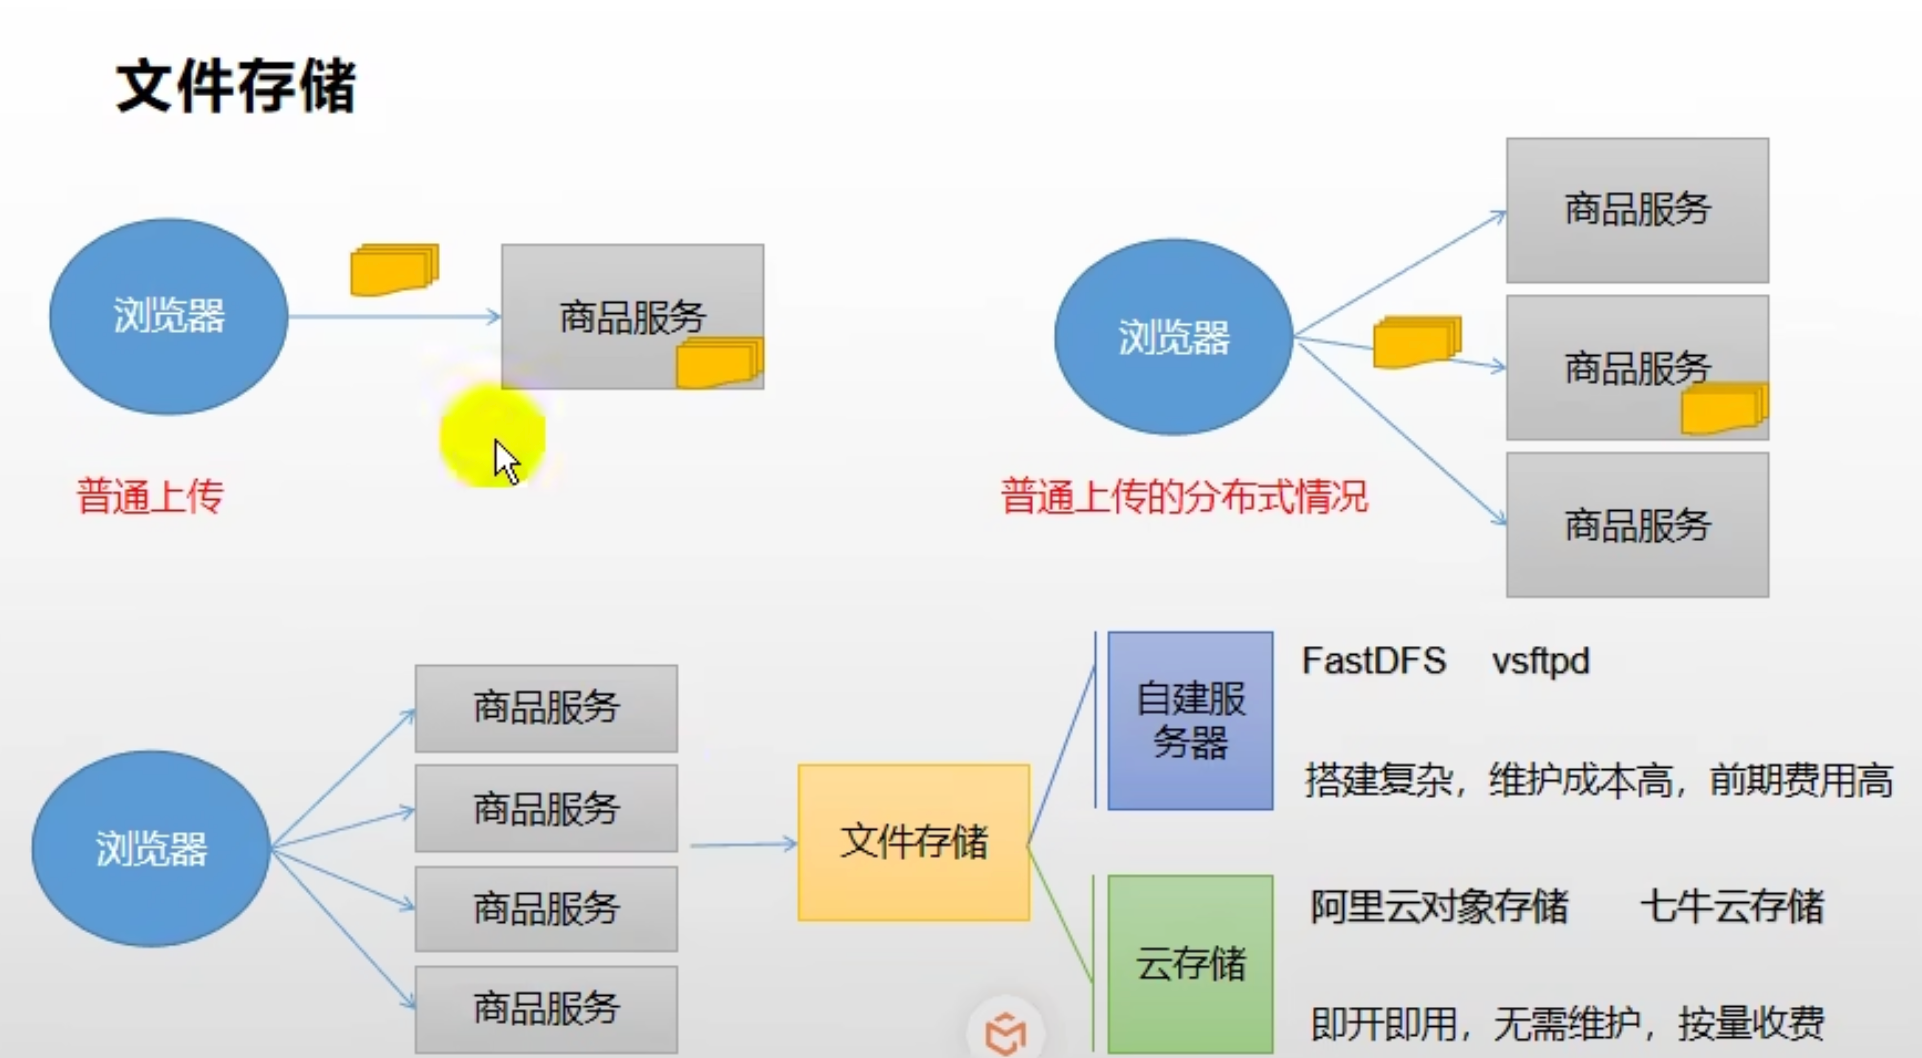 文件存储
浏览器
商品服务
普通上传
浏览器
商品服务
商品服务
商品服务
普通上传的分布式情况
浏览器
商品服务
商品服务
商品服务
商品服务
文件存储
自建服
务器
FastDFS vsftpd
搭建复杂，维护成本高，前期费用高
云存储
阿里云对象存储 七牛云存储
即开即用，无需维护，按量收费